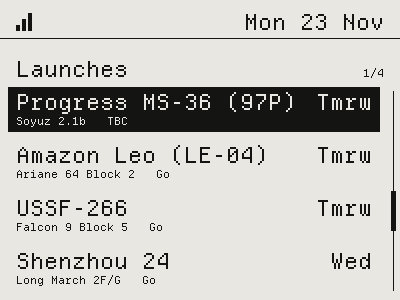 Mon 23 Nov
Launches 1/4
Progress MS-36 (97P) Tmrw
Soyuz 2.1b TBC
Amazon Leo (LE-04) Tmrw
Ariane 64 Block 2 Go
USSF-266 Tmrw
Falcon 9 Block 5 Go
Shenzhou 24 Wed
Long March 2F/G Go